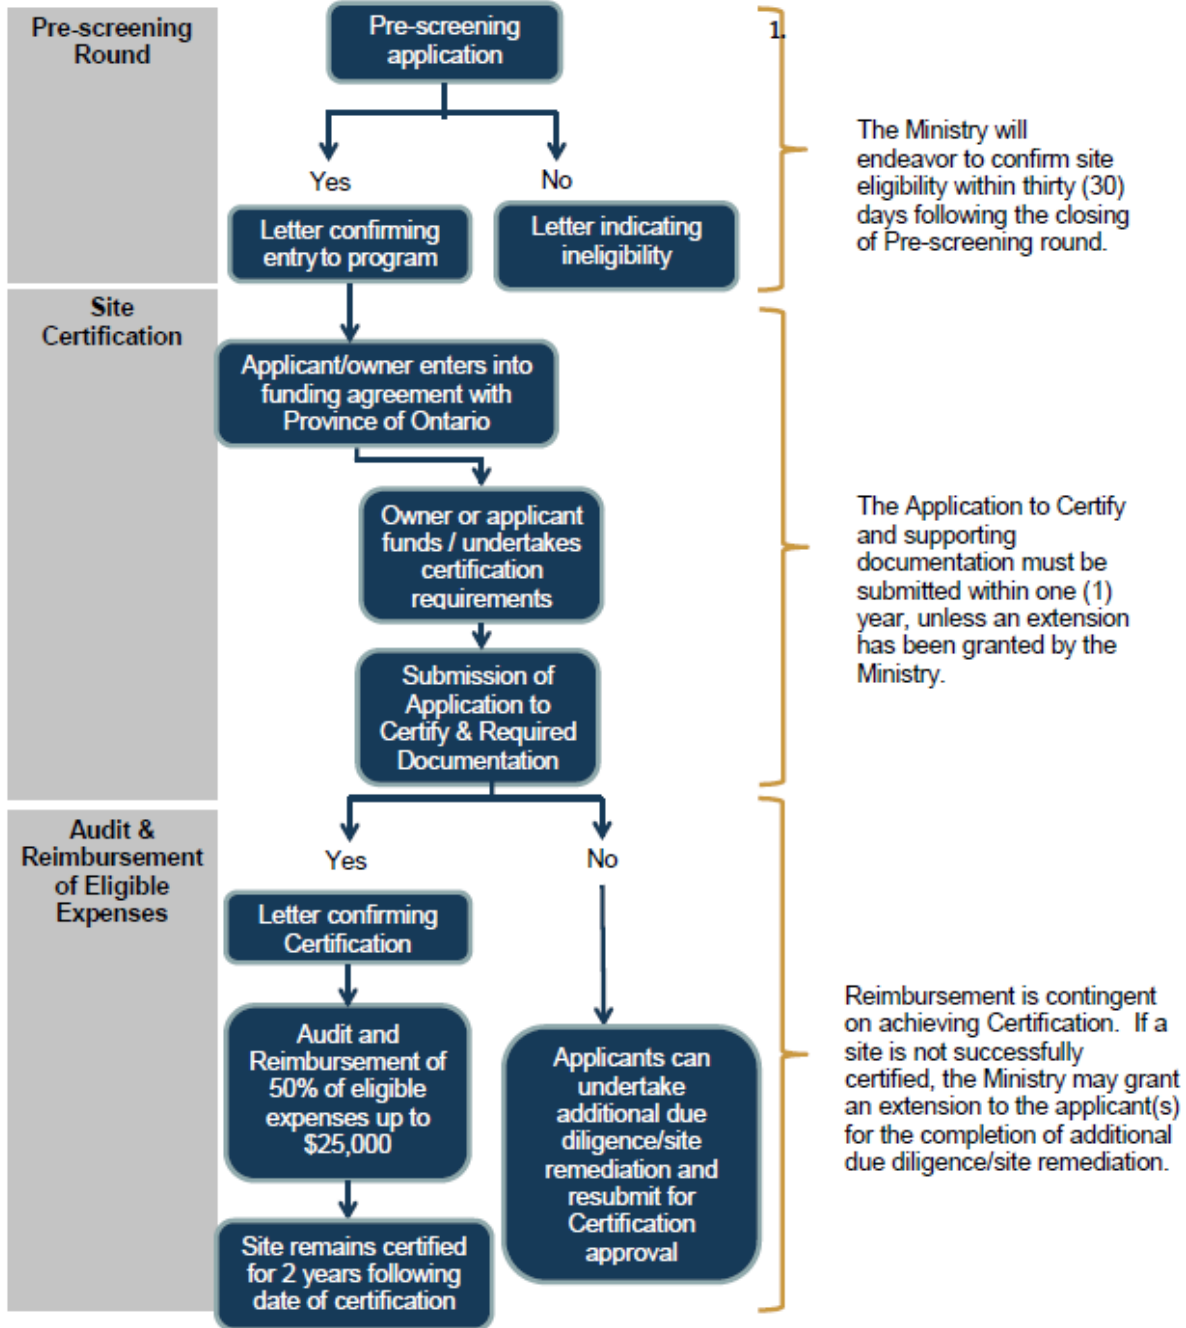 Pre-screening
Round
Pre-screening
application
1.
Yes
No
Letter confirming
entry to program
Letter indicating
ineligibility
The Ministry will
endeavor to confirm site
eligibility within thirty (30)
days following the closing
of Pre-screening round.
Site
Certification
Applicant/owner enters into
funding agreement with
Province of Ontario
Owner or applicant
funds / undertakes
certification
requirements
Submission of
Application to
Certify & Required
Documentation
The Application to Certify
and supporting
documentation must be
submitted within one (1)
year, unless an extension
has been granted by the
Ministry.
Audit &
Reimbursement
of Eligible
Expenses
Yes
No
Letter confirming
Certification
Audit and
Reimbursement of
50% of eligible
expenses up to
$25,000
Site remains certified
for 2 years following
date of certification
Applicants can
undertake
additional due
diligence/site
remediation and
resubmit for
Certification
approval
Reimbursement is contingent
on achieving Certification.  If a
site is not successfully
certified, the Ministry may grant
an extension to the applicant(s)
for the completion of additional
due diligence/site remediation.